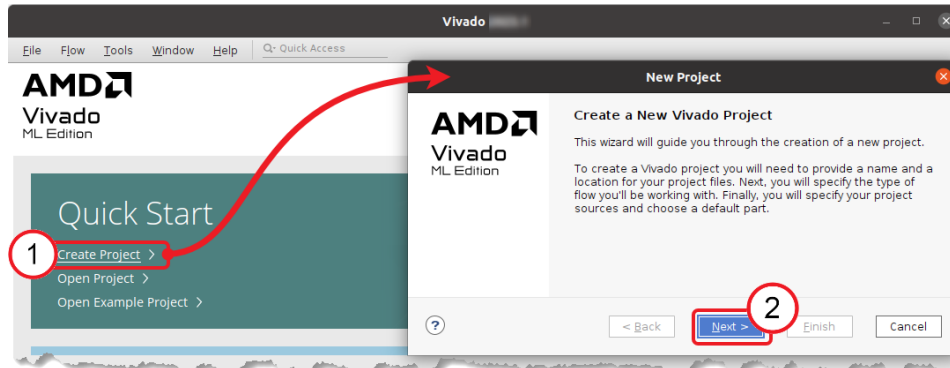 Vivado
File Flow Tools Window Help Quick Access
AMD
Vivado
ML Edition
Quick Start
1
Create Project >
Open Project >
Open Example Project >
New Project
AMD
Vivado
ML Edition
Create a New Vivado Project
This wizard will guide you through the creation of a new project.
To create a Vivado project you will need to provide a name and a
location for your project files. Next, you will specify the type of
flow you'll be working with. Finally, you will specify your project
sources and choose a default part.
2
?
< Back Next > Finish Cancel